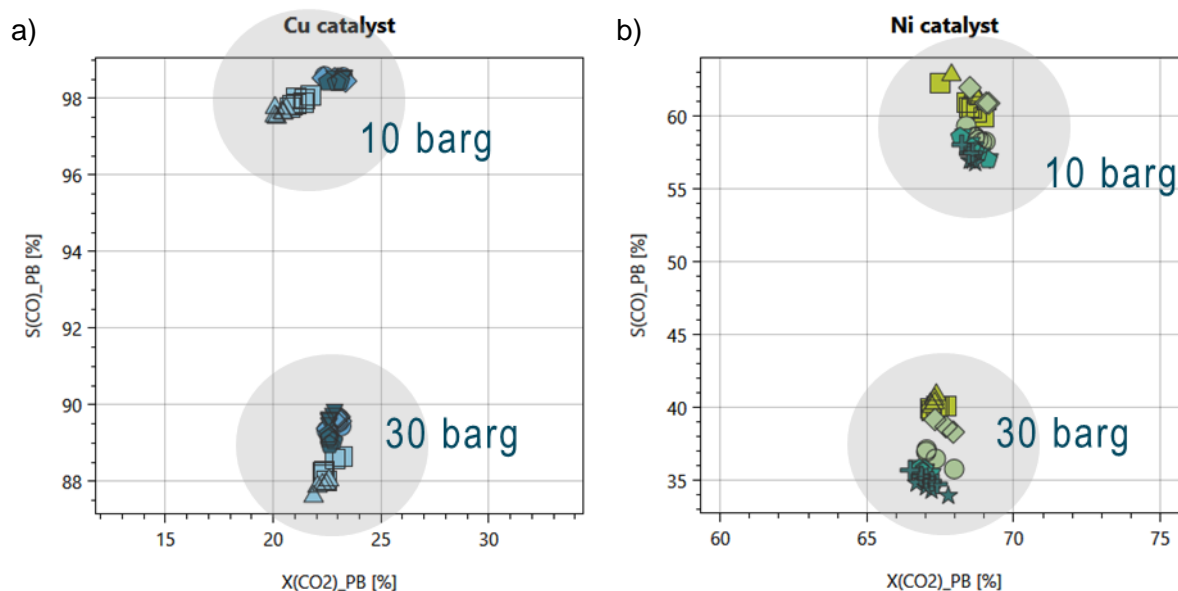 a)
Cu catalyst
98
96
94
92
90
88
S(CO)_PB [%]
10 barg
30 barg
15
20
25
30
X(CO2)_PB [%]
b)
Ni catalyst
60
55
50
45
40
35
S(CO)_PB [%]
10 barg
30 barg
60
65
70
75
X(CO2)_PB [%]